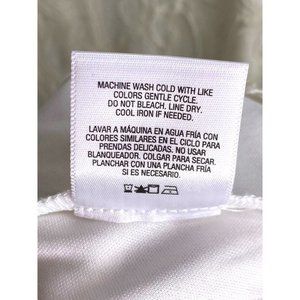 MACHINE WASH COLD WITH LIKE
COLORS GENTLE CYCLE.
DO NOT BLEACH. LINE DRY.
COOL IRON IF NEEDED.
LAVAR A MÁQUINA EN AGUA FRÍA CON
COLORES SIMILARES EN EL CICLO PARA
PRENDAS DELICADAS. NO USAR
BLANQUEADOR. COLGAR PARA SECAR.
PLANCHAR CON UNA PLANCHA FRÍA
SI ES NECESARIO.